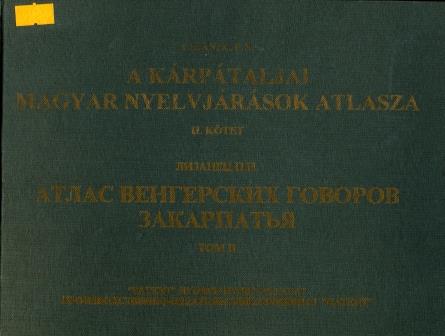 A KÁRPÁTALJAI
MAGYAR NYELVJÁRÁSOK ATLASZA
II. KÖTET
ЛИЗАНЕЦ П.Н.
АТЛАС ВЕНГЕРСКИХ ГОВОРОВ
ЗАКАРПАТЬЯ
ТОМ II